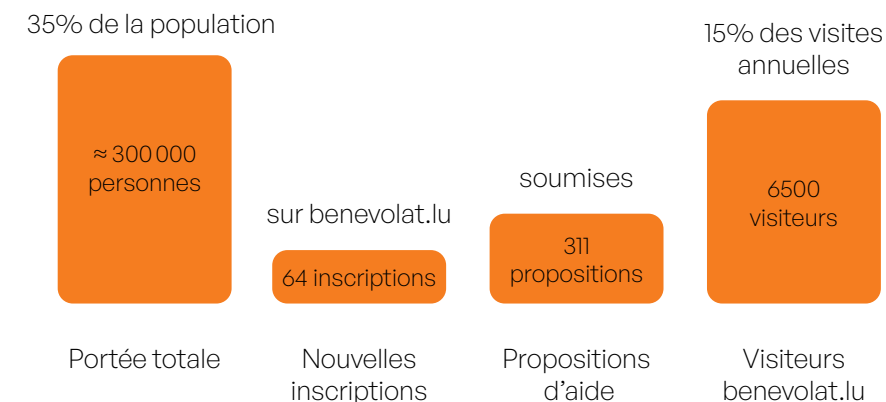 35% de la population
≈ 300 000
personnes
Portée totale
sur benevolat.lu
64 inscriptions
Nouvelles
inscriptions
soumises
311
propositions
Propositions
d'aide
15% des visites
annuelles
6500
visiteurs
Visiteurs
benevolat.lu